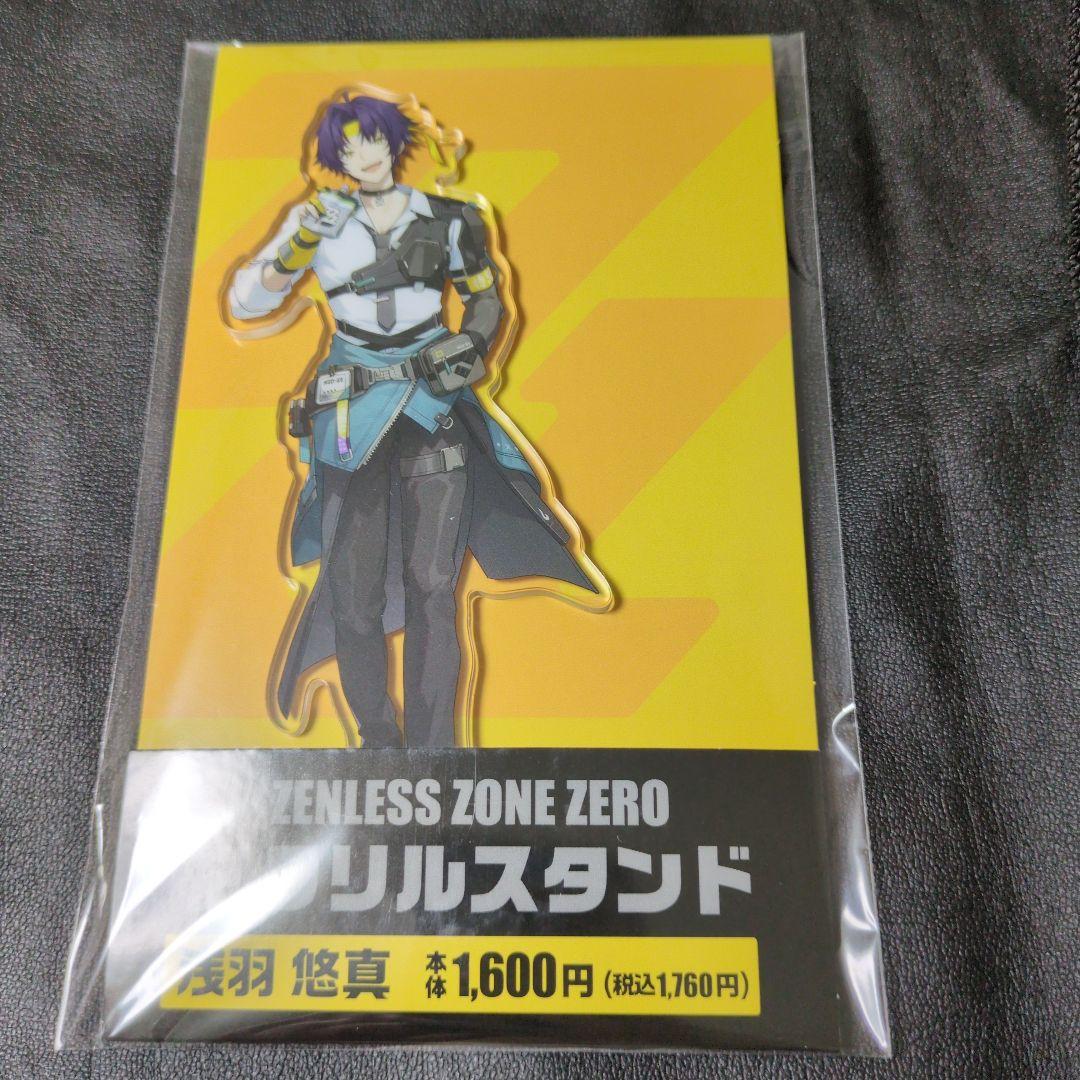 ZENLESS ZONE ZERO
クリルスタンド
浅羽 悠真 本体 1,600円 (税込1,760円)